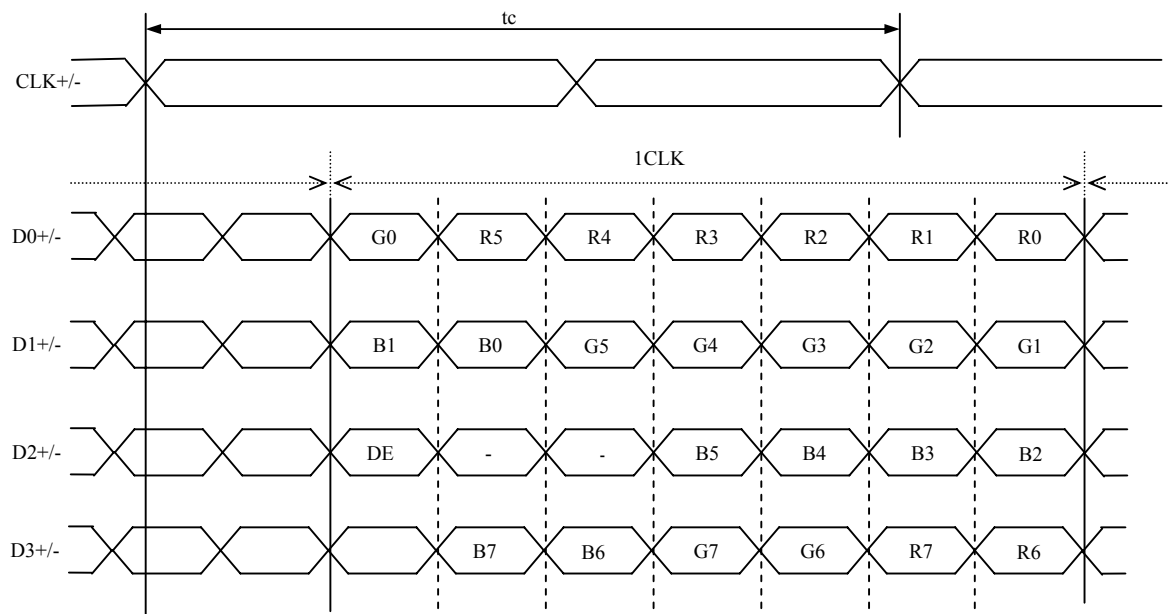 tc
CLK+/-
1CLK
D0+/- G0 R5 R4 R3 R2 R1 R0
D1+/- B1 B0 G5 G4 G3 G2 G1
D2+/- DE - - B5 B4 B3 B2
D3+/- B7 B6 G7 G6 R7 R6